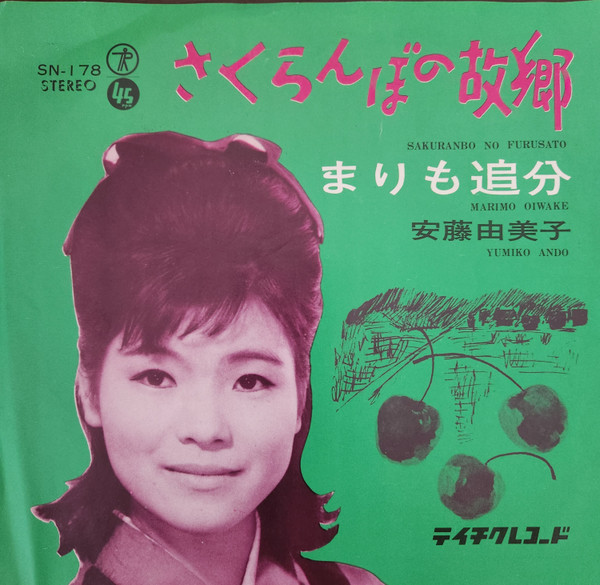 SN-178
STEREO
TR
45
さくらんぼの故郷
SAKURANBO NO FURUSATO
まりも追分
MARIMO OIWAKE
安藤由美子
YUMIKO ANDO
テイチクレコード